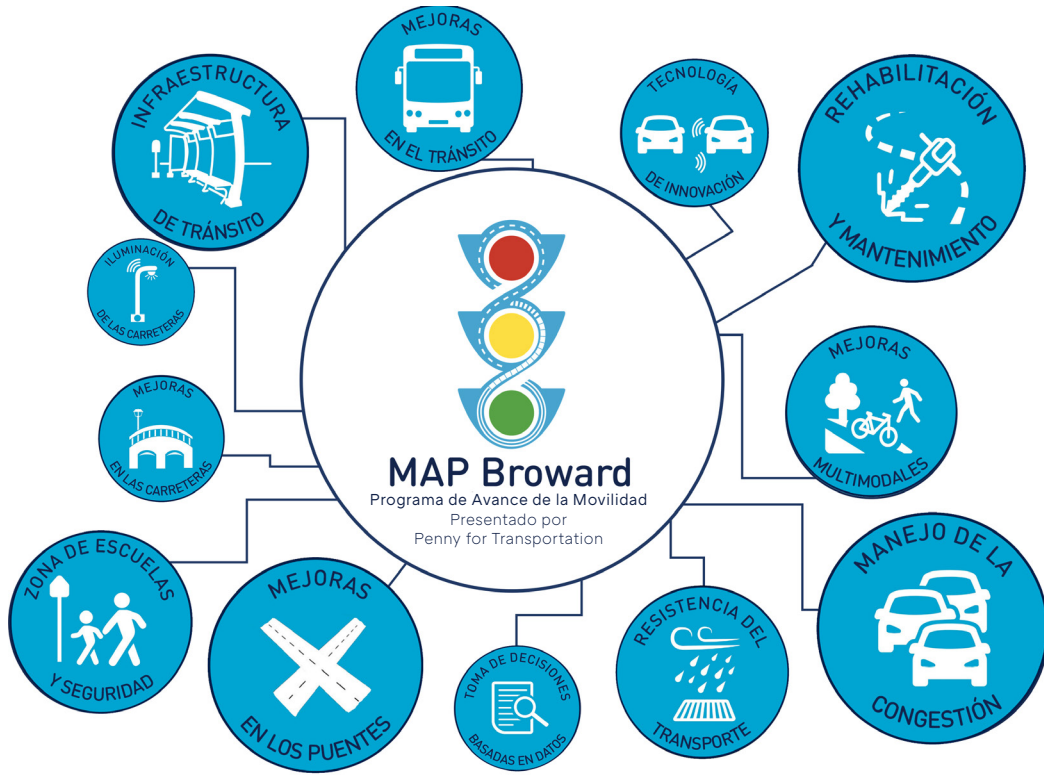 MEJORAS
EN EL TRÁNSITO
INFRAESTRUCTURA
DE TRÁNSITO
TECNOLOGÍA
DE INNOVACIÓN
REHABILITACIÓN
Y MANTENIMIENTO
ILUMINACIÓN
DE LAS CARRETERAS
MEJORAS
EN LAS CARRETERAS
MEJORAS
MULTIMODALES
MAP Broward
Programa de Avance de la Movilidad
Presentado por
Penny for Transportation
ZONA DE ESCUELAS
Y SEGURIDAD
MEJORAS
EN LOS PUENTES
TOMA DE DECISIONES
BASADAS EN DATOS
RESISTENCIA DEL
TRANSPORTE
MANEJO DE LA
CONGESTIÓN